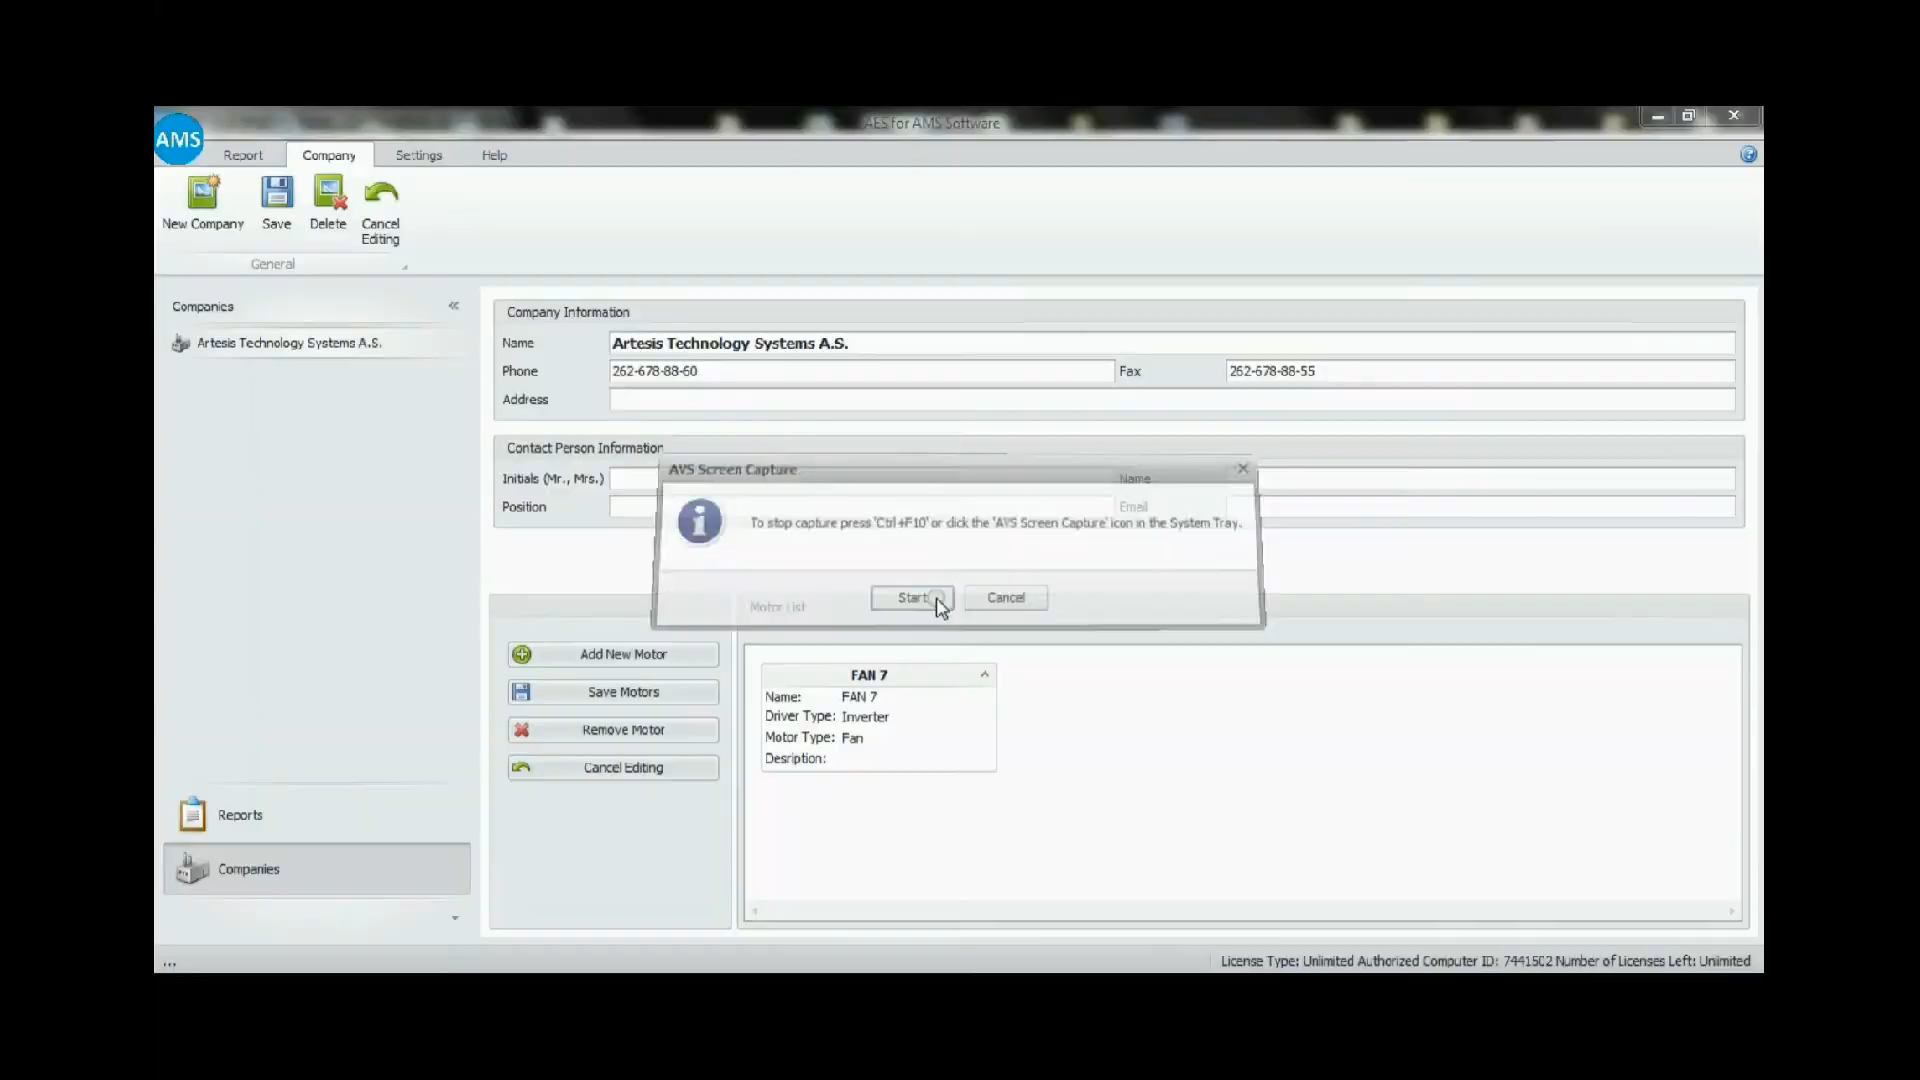 AES for AMS Software
AMS
Report Company Settings Help
New Company Save Delete Cancel Editing
General
Companies
Artesis Technology Systems A.S.
Company Information
Name Artesis Technology Systems A.S.
Phone 262-678-88-60 Fax 262-678-88-55
Address
Contact Person Information
Initials (Mr., Mrs.) Name
Position Email
AVS Screen Capture
To stop capture press 'Ctrl+F10' or click the 'AVS Screen Capture' icon in the System Tray.
Start Cancel
Motor List
Add New Motor
Save Motors
Remove Motor
Cancel Editing
FAN 7
Name: FAN 7
Driver Type: Inverter
Motor Type: Fan
Desription:
Reports
Companies
... License Type: Unlimited Authorized Computer ID: 7441502 Number of Licenses Left: Unlimited